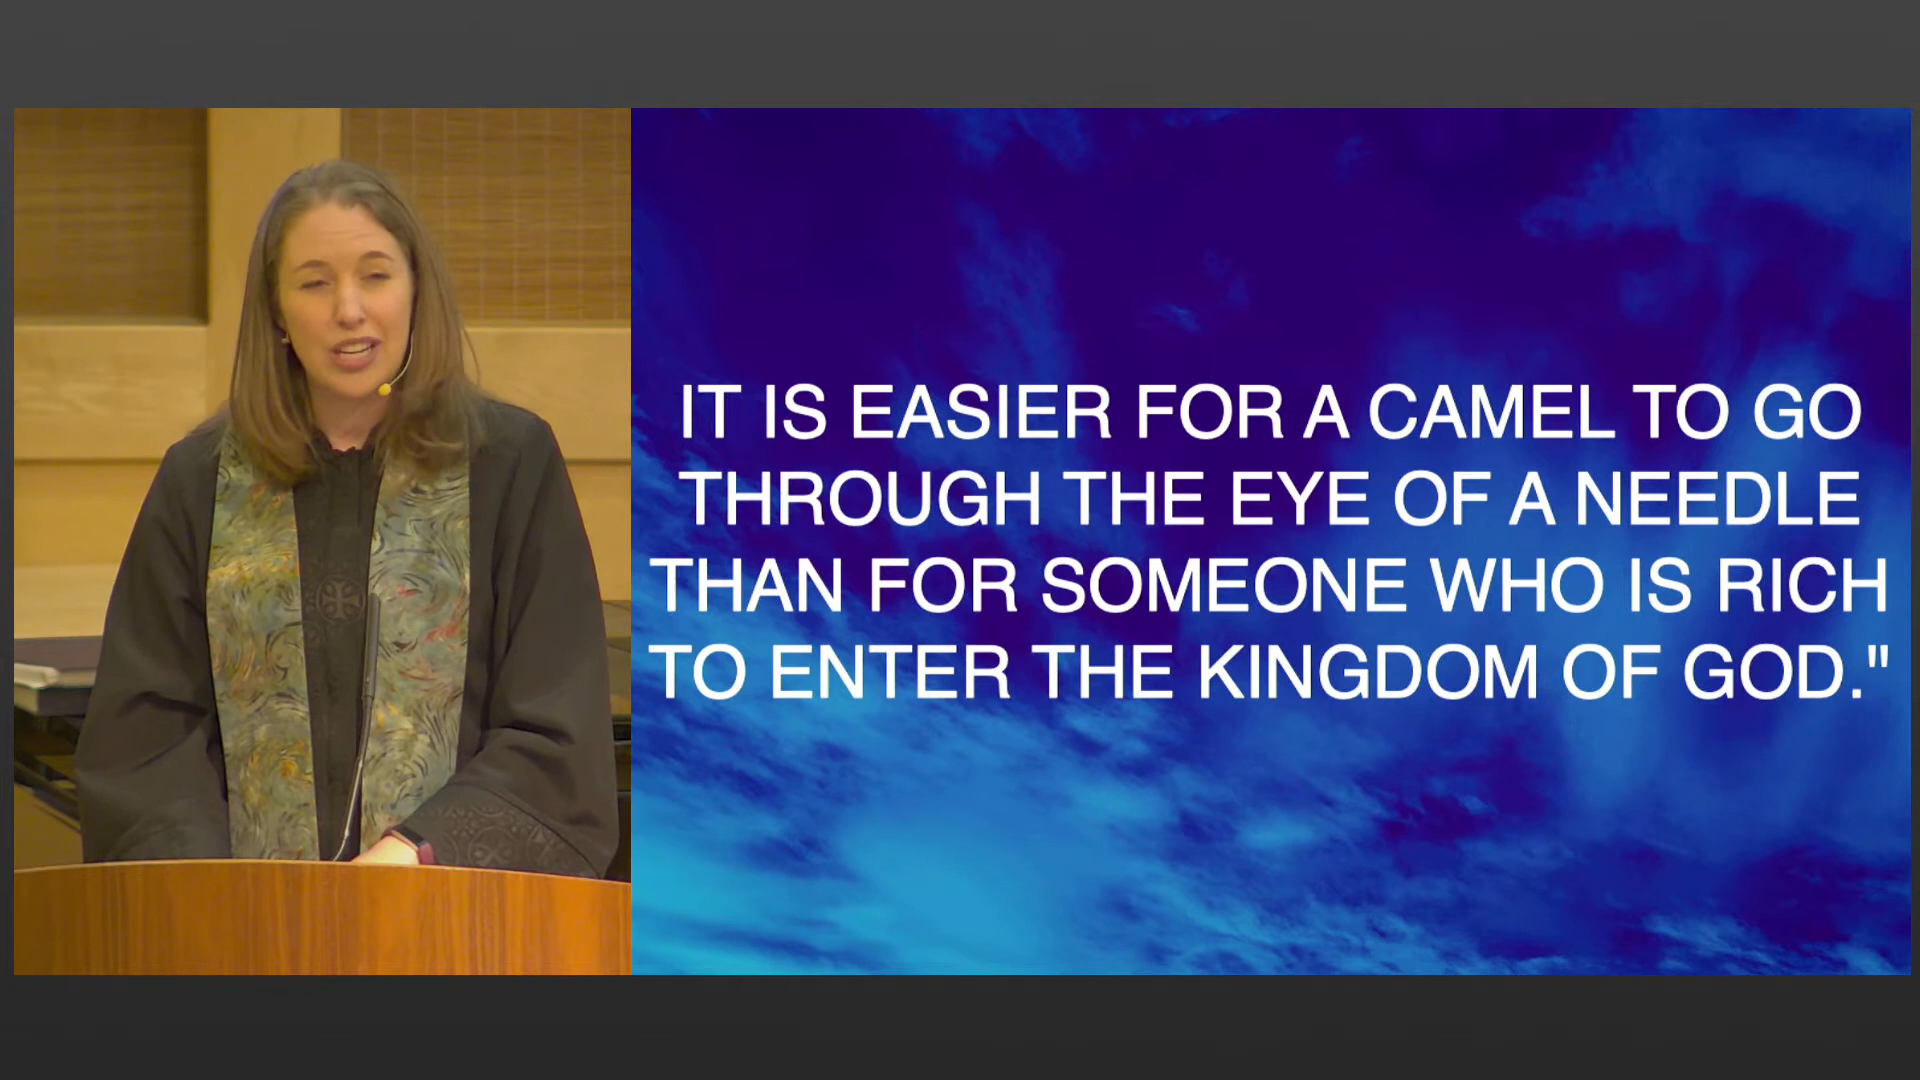 IT IS EASIER FOR A CAMEL TO GO
THROUGH THE EYE OF A NEEDLE
THAN FOR SOMEONE WHO IS RICH
TO ENTER THE KINGDOM OF GOD."